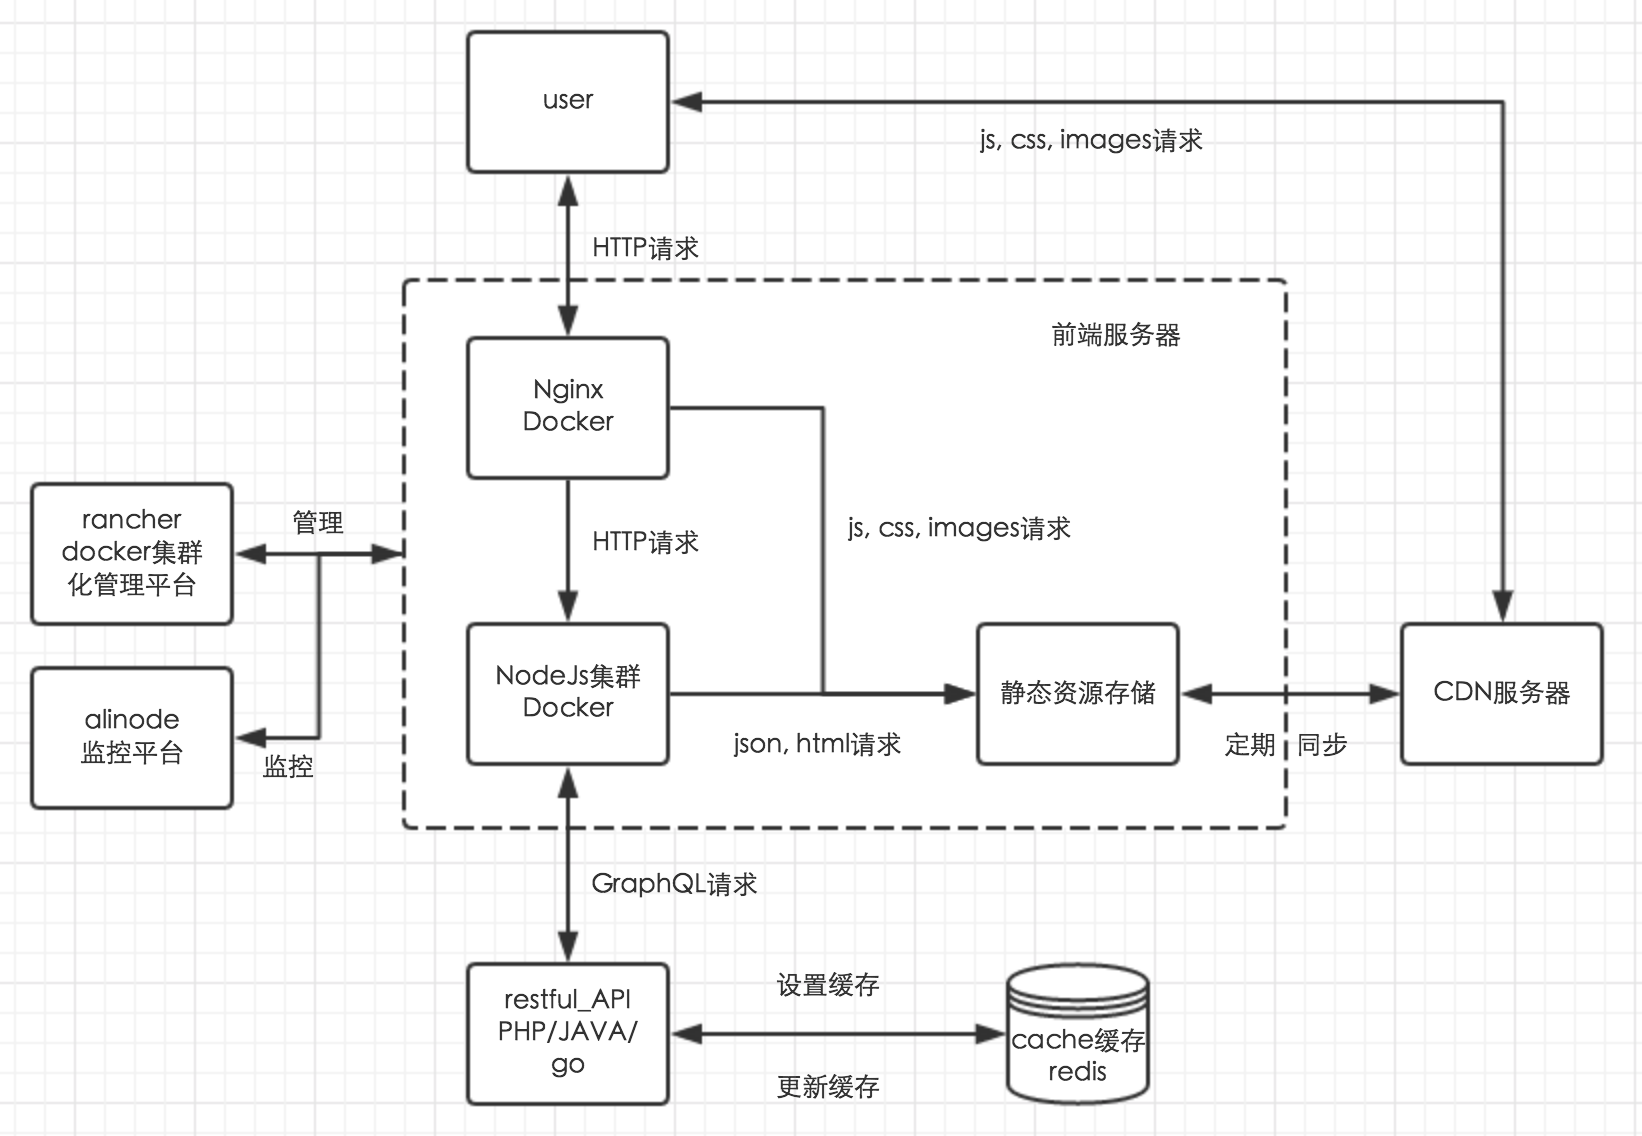 user
js, css, images请求
HTTP请求
前端服务器
Nginx
Docker
rancher
docker集群
化管理平台
管理
HTTP请求
js, css, images请求
alinode
监控平台
监控
NodeJs集群
Docker
json, html请求
静态资源存储
定期
同步
CDN服务器
GraphQL请求
restful_API
PHP/JAVA/
go
设置缓存
更新缓存
cache缓存
redis